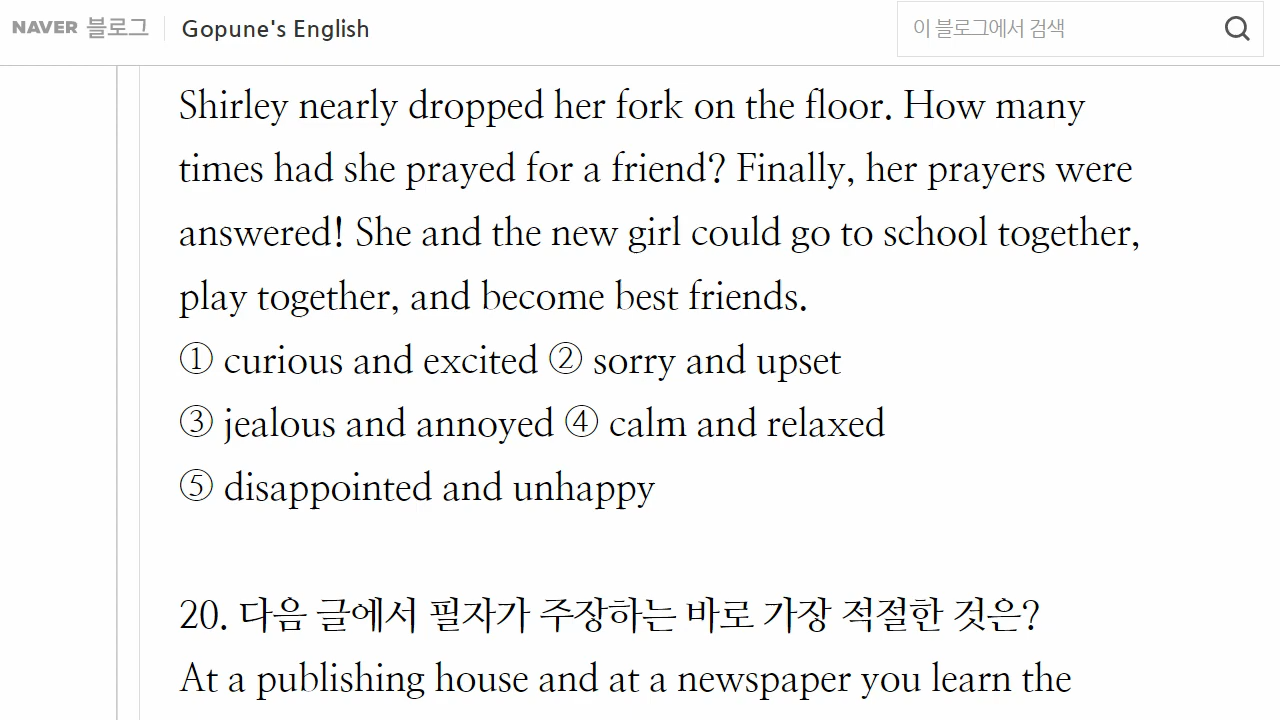 NAVER 블로그 Gopune's English 이 블로그에서 검색
Shirley nearly dropped her fork on the floor. How many
times had she prayed for a friend? Finally, her prayers were
answered! She and the new girl could go to school together,
play together, and become best friends.
① curious and excited ② sorry and upset
③ jealous and annoyed ④ calm and relaxed
⑤ disappointed and unhappy
20. 다음 글에서 필자가 주장하는 바로 가장 적절한 것은?
At a publishing house and at a newspaper you learn the